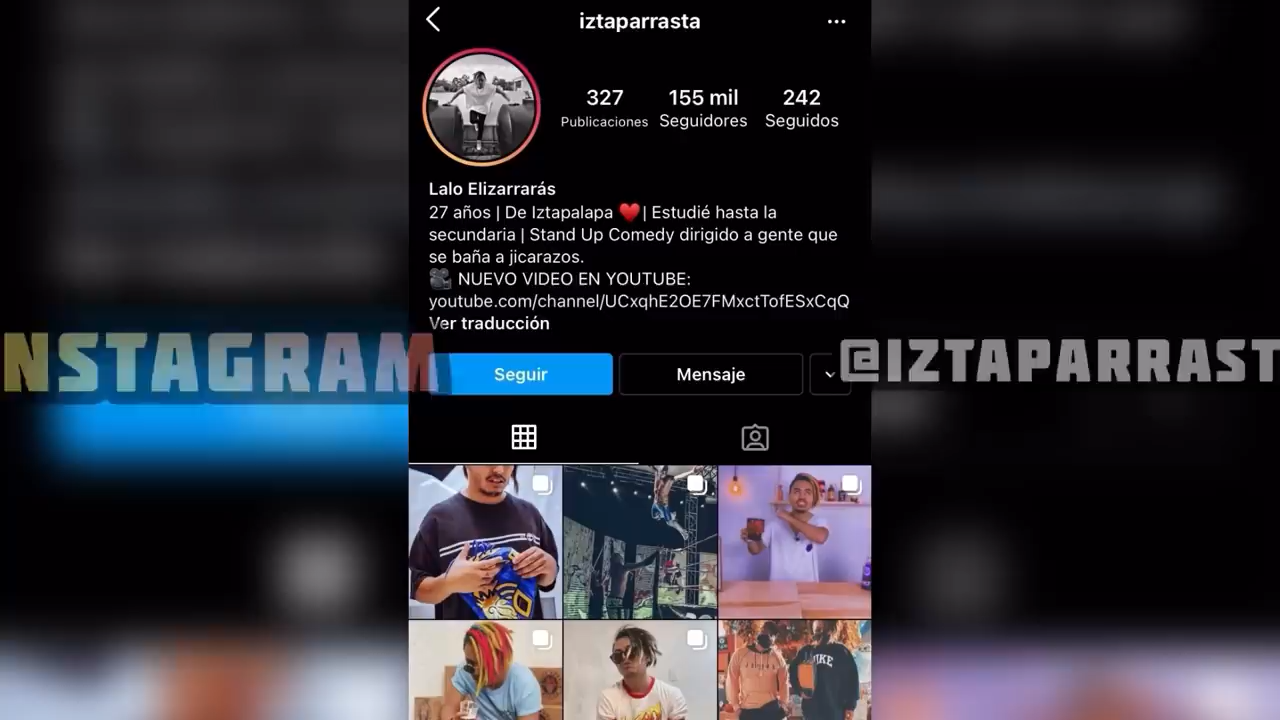 iztaparrasta
327 155 mil 242
Publicaciones Seguidores Seguidos
Lalo Elizarrarás
27 años | De Iztapalapa ❤️| Estudié hasta la
secundaria | Stand Up Comedy dirigido a gente que
se baña a jicarazos.
🎥 NUEVO VIDEO EN YOUTUBE:
youtube.com/channel/UCxqhE2OE7FMxctTofESxCqQ
Ver traducción
NSTAGRAM
@IZTAPARRAST
Seguir Mensaje